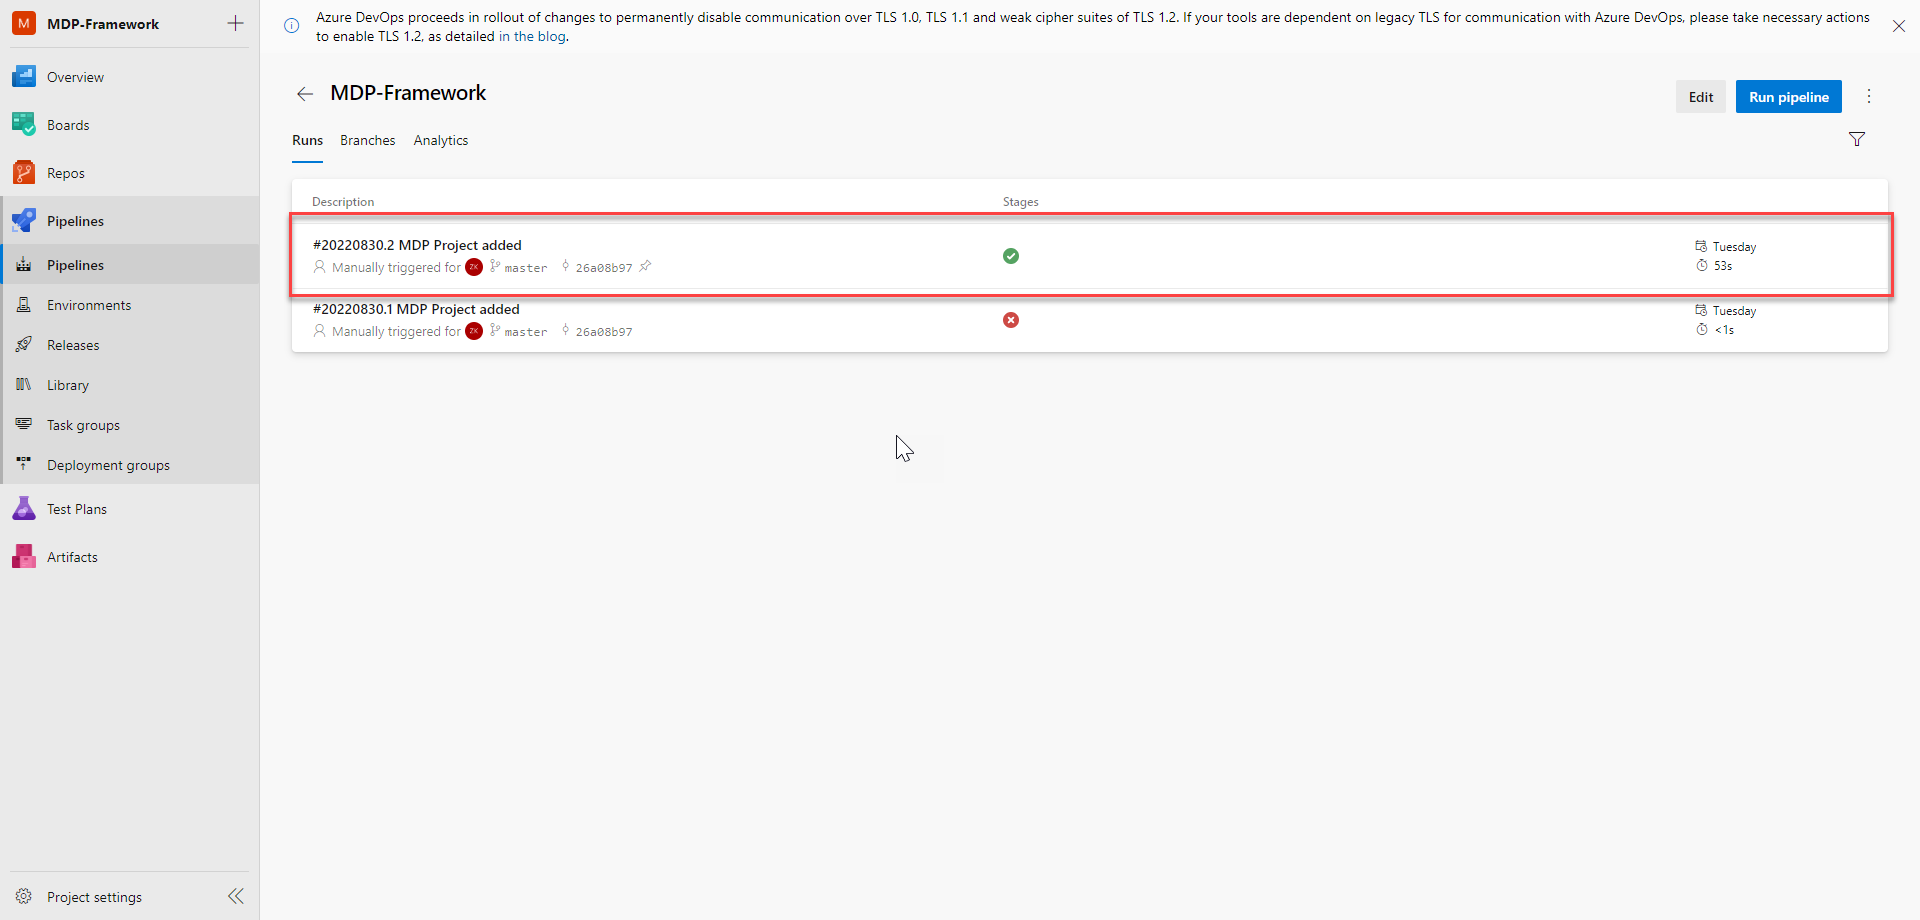 M MDP-Framework
Overview
Boards
Repos
Pipelines
Pipelines
Environments
Releases
Library
Task groups
Deployment groups
Test Plans
Artifacts
Project settings
Azure DevOps proceeds in rollout of changes to permanently disable communication over TLS 1.0, TLS 1.1 and weak cipher suites of TLS 1.2. If your tools are dependent on legacy TLS for communication with Azure DevOps, please take necessary actions
to enable TLS 1.2, as detailed in the blog.
MDP-Framework
Edit
Run pipeline
Runs Branches Analytics
Description Stages
#20220830.2 MDP Project added
Manually triggered for ZK master 26a08b97
Tuesday
53s
#20220830.1 MDP Project added
Manually triggered for ZK master 26a08b97
Tuesday
<1s